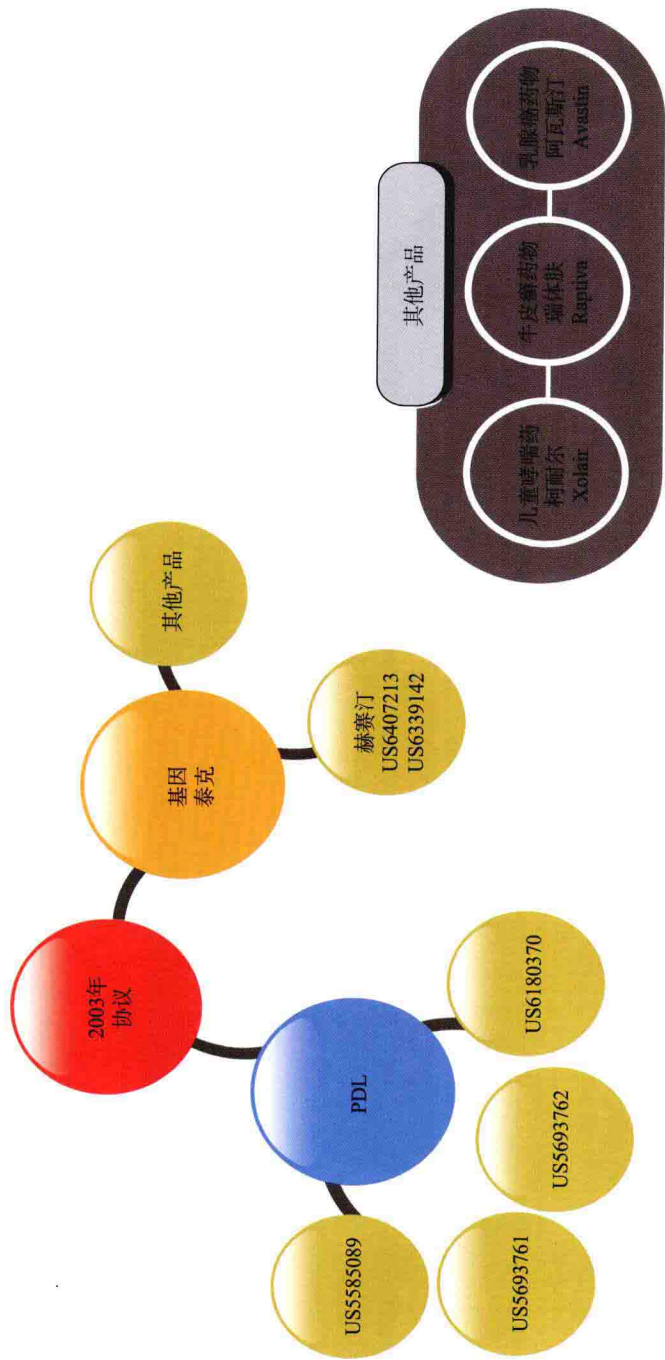 2003年
协议
基因
泰克
其他产品
赫赛汀
US6407213
US6339142
PDL
US5585089
US5693761
US5693762
US6180370
其他产品
儿童哮喘药
柯耐尔
Xolair
牛皮癣药物
瑞体肤
Raptiva
乳腺癌药物
阿瓦斯汀
Avastin